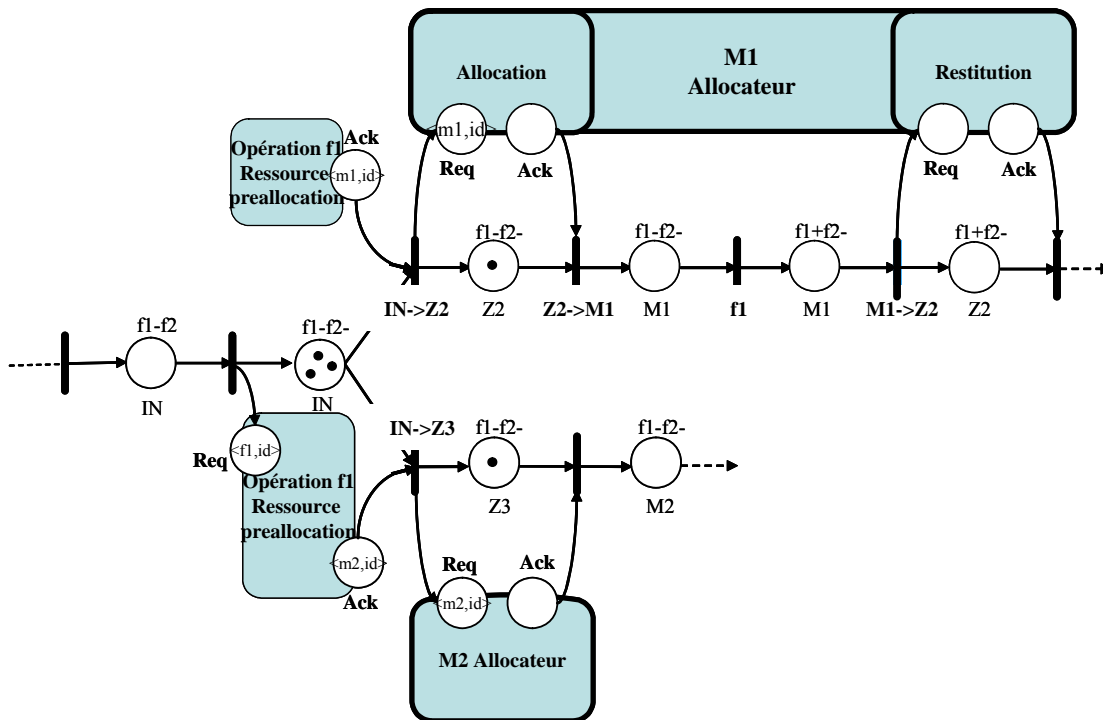 M1
Allocateur
Allocation
Restitution
<m1,id>
Req
Ack
Req
Ack
Ack
Opération f1
Ressource
preallocation
<m1,id>
f1-f2-
f1-f2-
f1+f2-
f1+f2-
IN->Z2
Z2
Z2->M1
M1
f1
M1
M1->Z2
Z2
f1-f2
f1-f2-
IN
IN
IN->Z3
f1-f2-
f1-f2-
Req
<f1,id>
Opération f1
Ressource
preallocation
Z3
M2
<m2,id>
Ack
Req
Ack
<m2,id>
M2 Allocateur